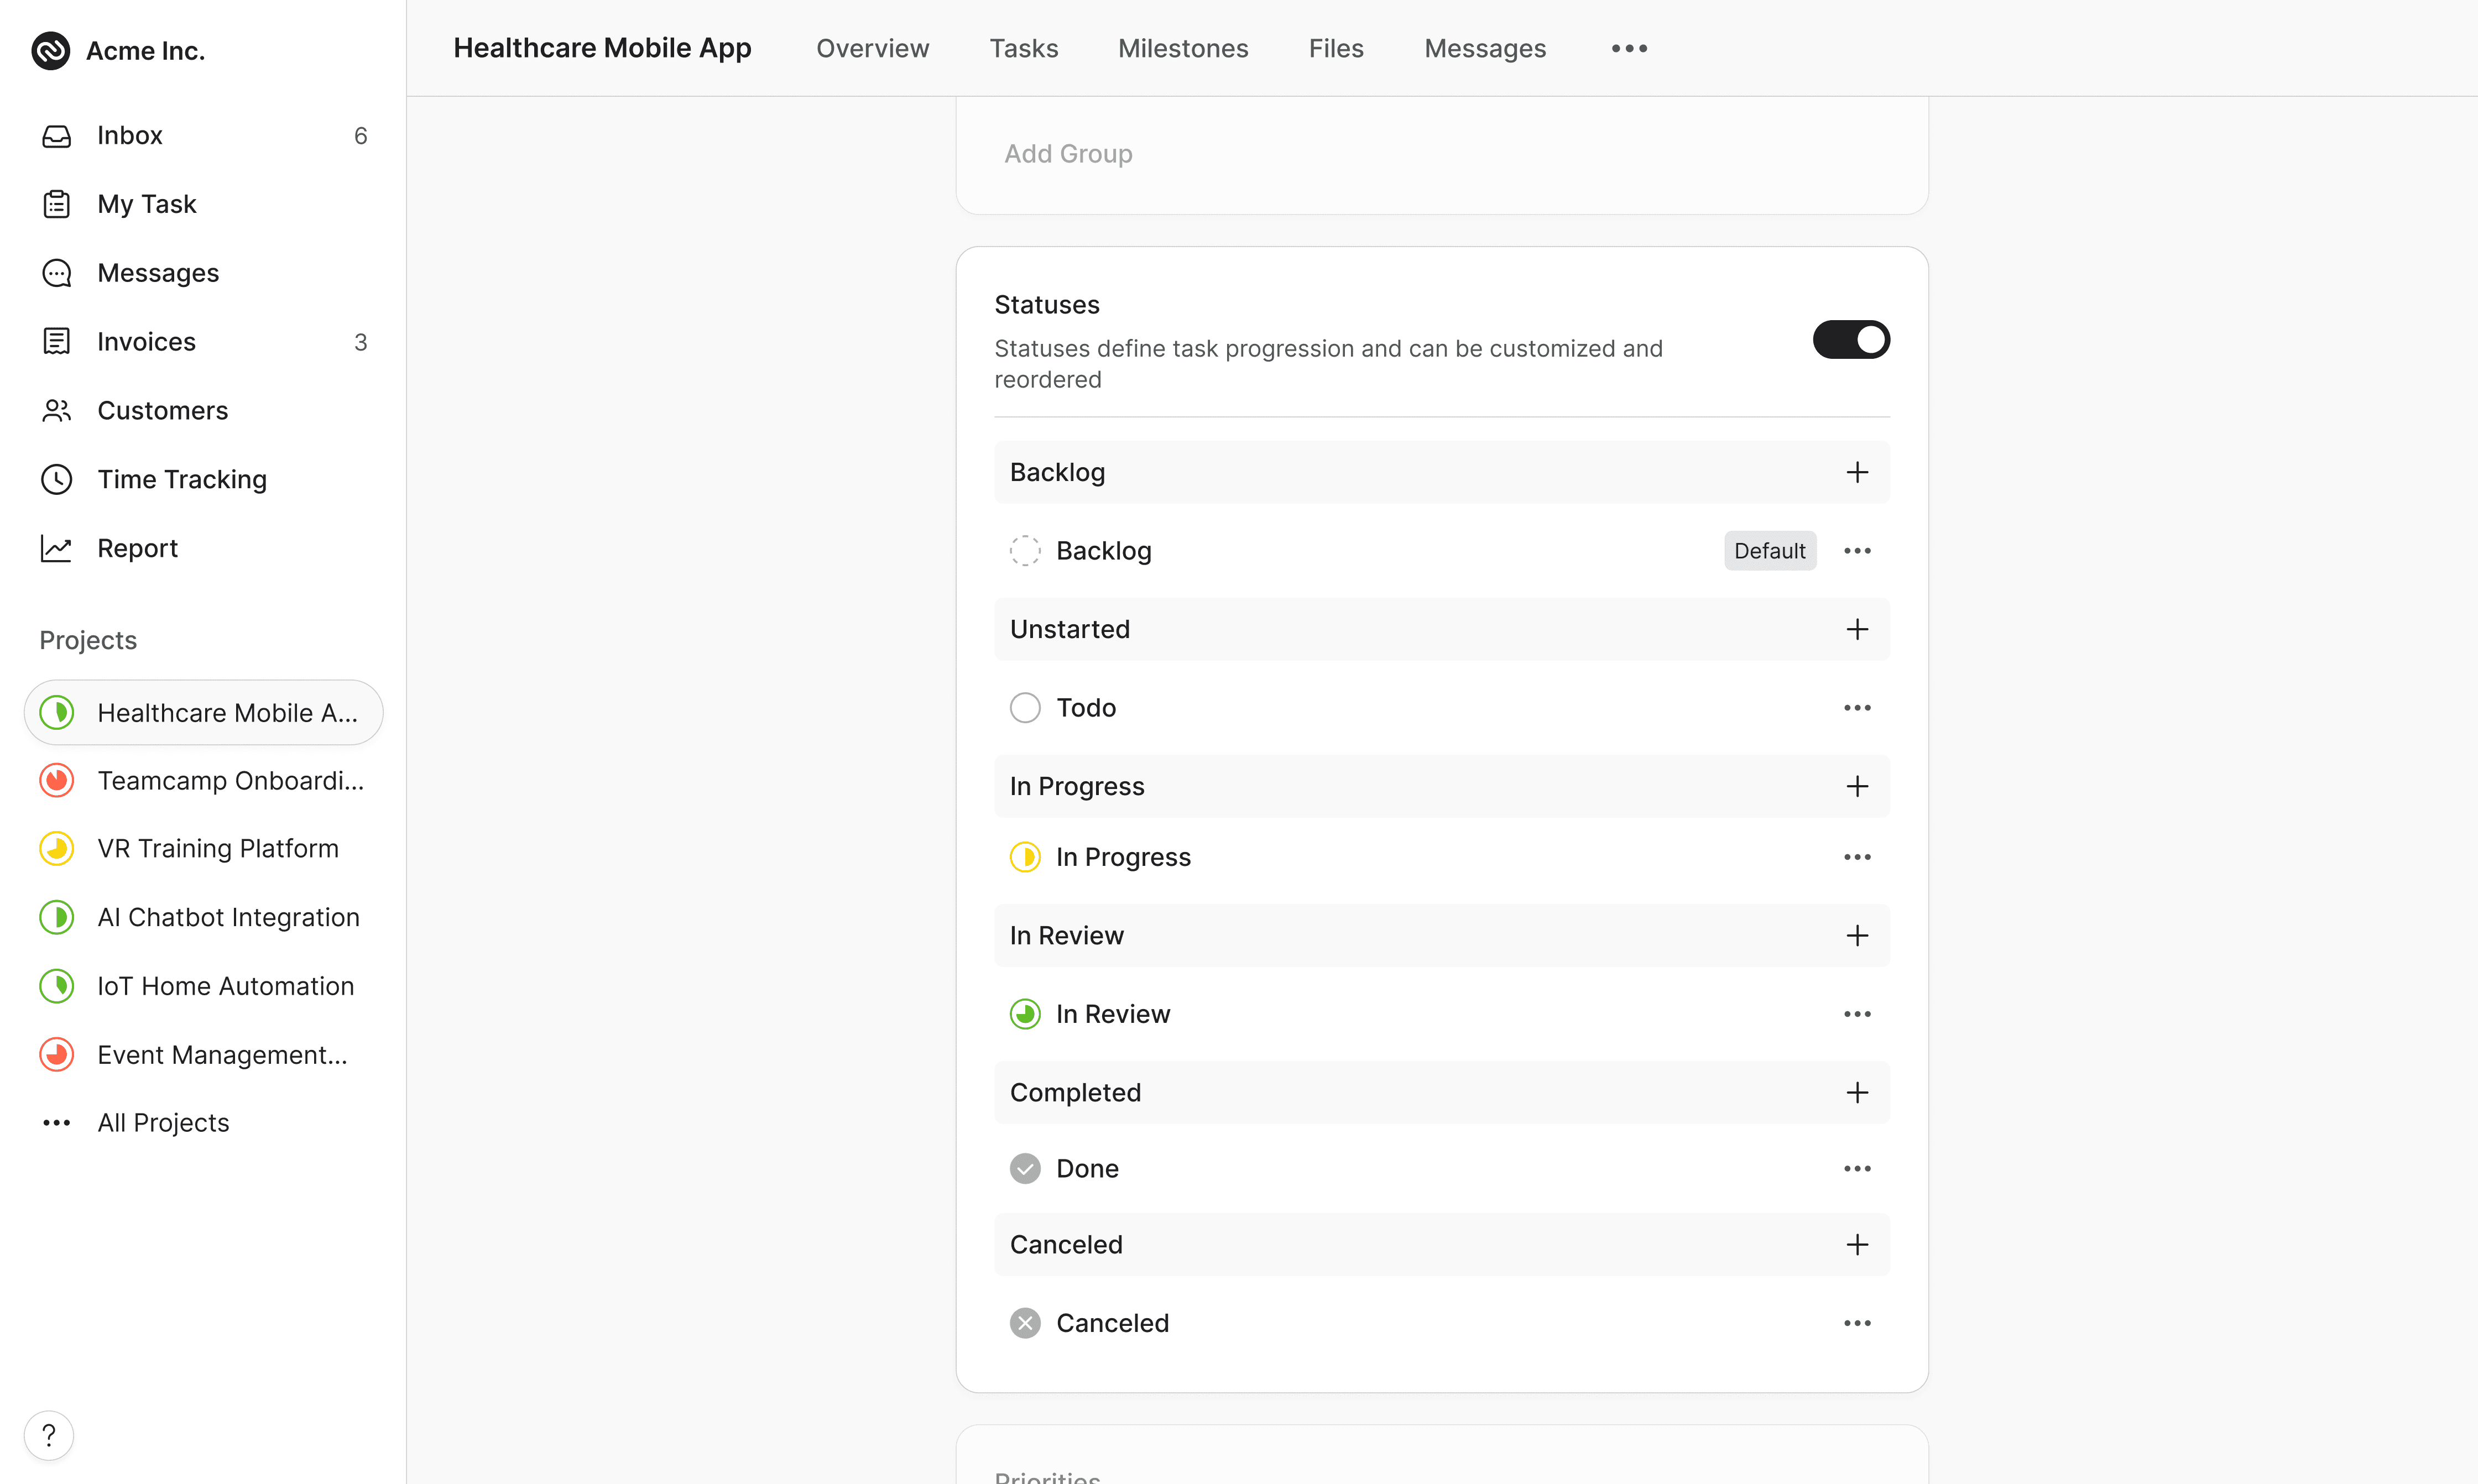 Acme Inc.
Inbox 6
My Task
Messages
Invoices 3
Customers
Time Tracking
Report
Projects
Healthcare Mobile A...
Teamcamp Onboardi...
VR Training Platform
AI Chatbot Integration
IoT Home Automation
Event Management...
All Projects
?
Healthcare Mobile App Overview Tasks Milestones Files Messages
Add Group
Statuses
Statuses define task progression and can be customized and
reordered
Backlog
Backlog Default
Unstarted
Todo
In Progress
In Progress
In Review
In Review
Completed
Done
Canceled
Canceled
Priorities